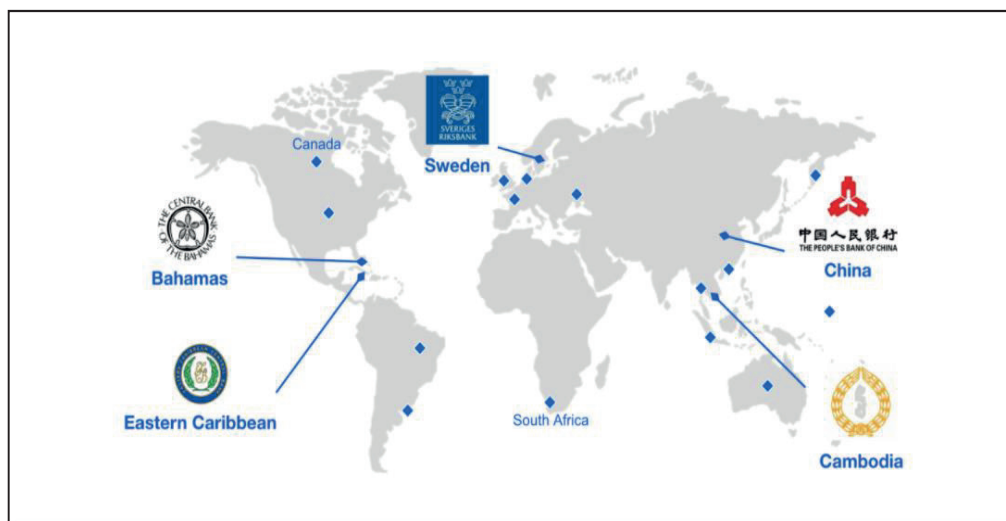 Canada
SVERIGES
RIKSBANK
Sweden
THE CENTRAL BANK
OF THE BAHAMAS
Bahamas
中国人民银行
THE PEOPLE'S BANK OF CHINA
China
Eastern Caribbean
South Africa
Cambodia